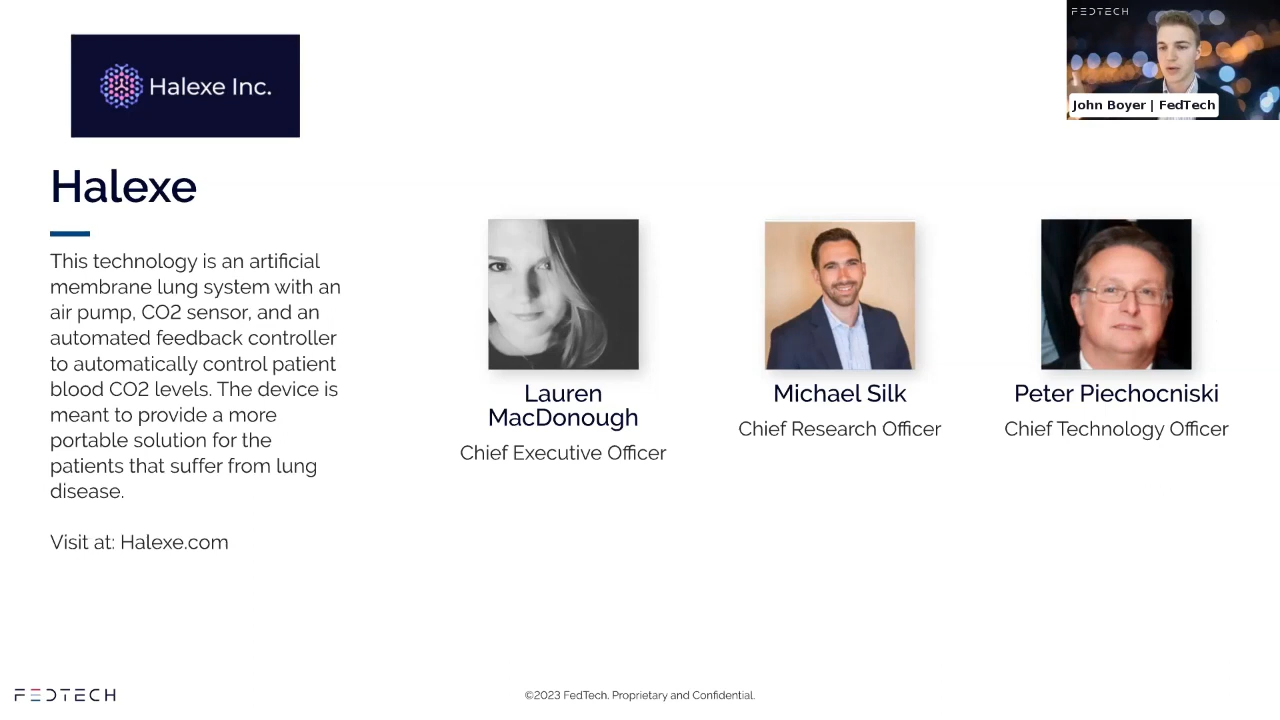 Halexe Inc.
FEDTECH
John Boyer | FedTech
Halexe
This technology is an artificial
membrane lung system with an
air pump, CO2 sensor, and an
automated feedback controller
to automatically control patient
blood CO2 levels. The device is
meant to provide a more
portable solution for the
patients that suffer from lung
disease.
Visit at: Halexe.com
Lauren
MacDonough
Chief Executive Officer
Michael Silk
Chief Research Officer
Peter Piechocniski
Chief Technology Officer
FEDTECH
©2023 FedTech. Proprietary and Confidential.